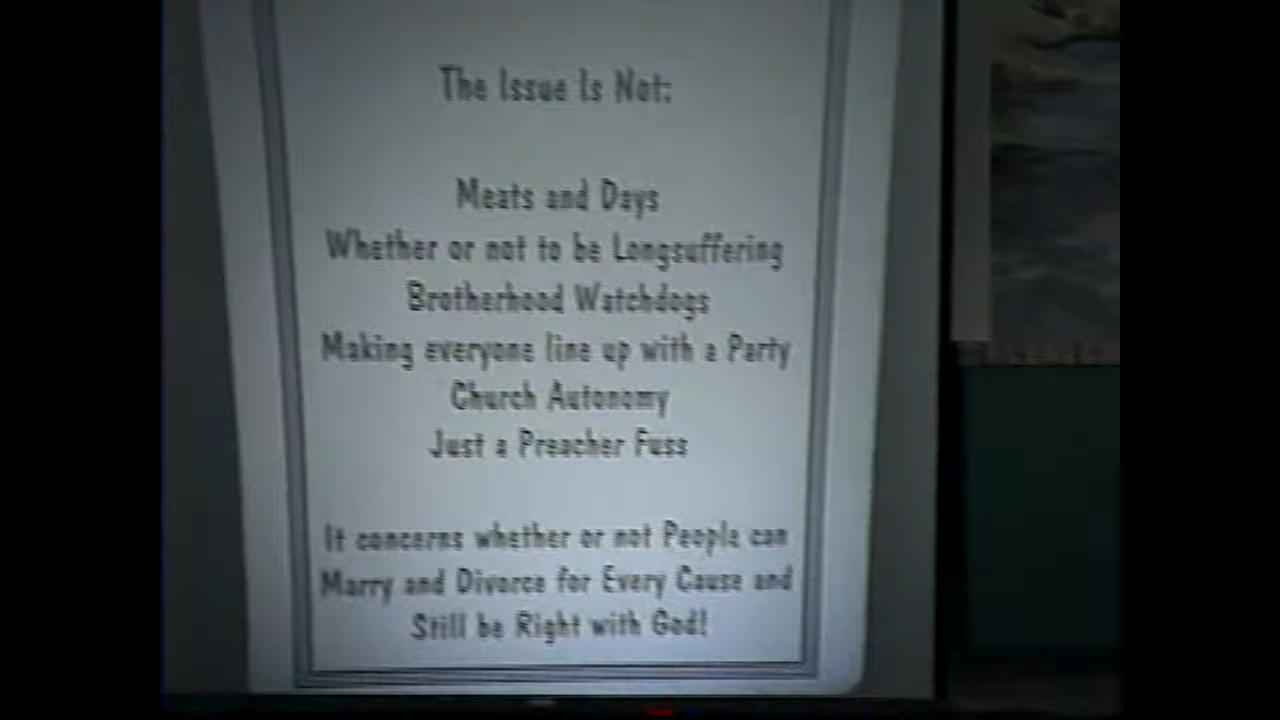 The Issue Is Not:
Meats and Days
Whether or not to be Longsuffering
Brotherhood Watchdogs
Making everyone line up with a Party
Church Autonomy
Just a Preacher Fuss
It concerns whether or not People can
Marry and Divorce for Every Cause and
Still be Right with God!